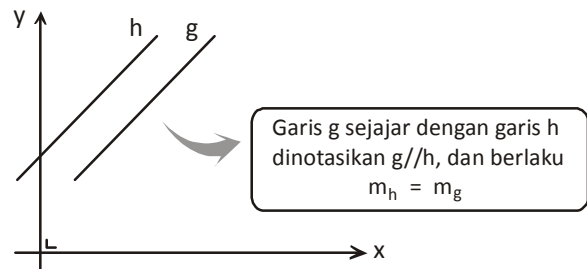 y
h
g
Garis g sejajar dengan garis h
dinotasikan g//h, dan berlaku
m_h = m_g
x